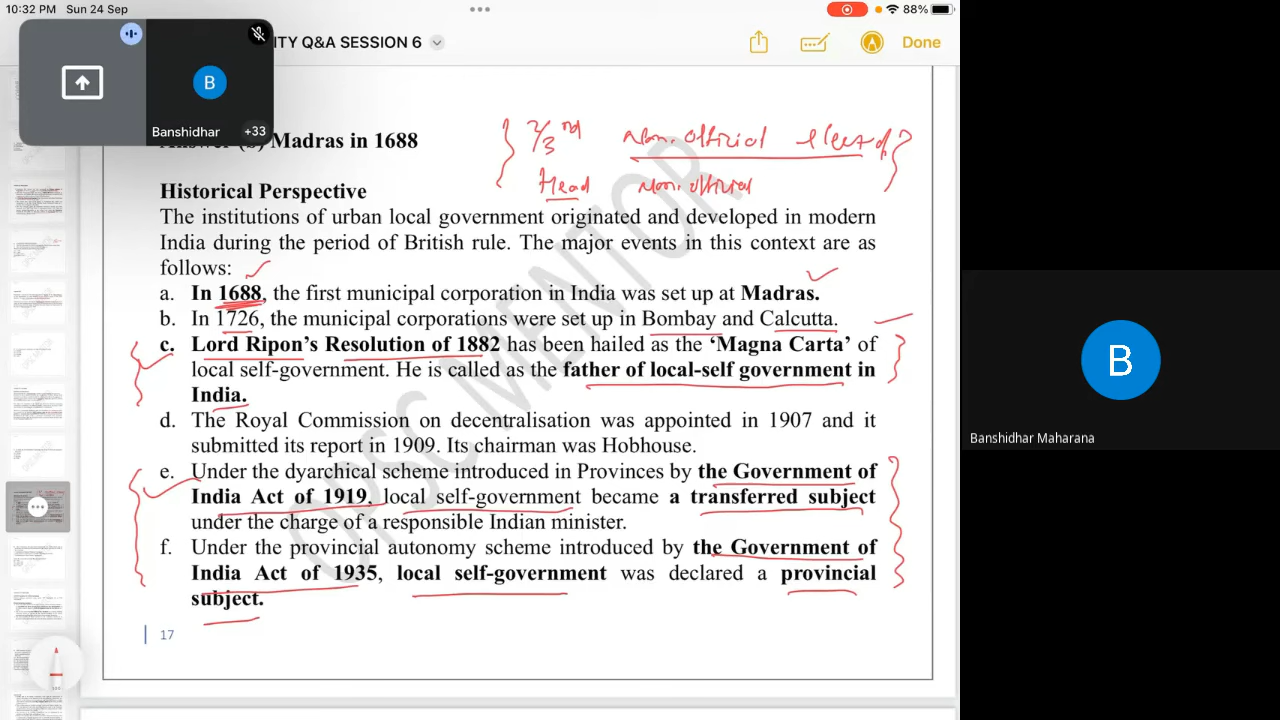 10:32 PM Sun 24 Sep
88%
ITY Q&A SESSION 6
Done
B
Banshidhar
+33
Madras in 1688
2/3 rd non-official elected
Head non-official
Historical Perspective
The institutions of urban local government originated and developed in modern
India during the period of British rule. The major events in this context are as
follows:
a. In 1688, the first municipal corporation in India was set up at Madras.
b. In 1726, the municipal corporations were set up in Bombay and Calcutta.
c. Lord Ripon's Resolution of 1882 has been hailed as the 'Magna Carta' of
local self-government. He is called as the father of local-self government in
India.
d. The Royal Commission on decentralisation was appointed in 1907 and it
submitted its report in 1909. Its chairman was Hobhouse.
e. Under the dyarchical scheme introduced in Provinces by the Government of
India Act of 1919, local self-government became a transferred subject
under the charge of a responsible Indian minister.
f. Under the provincial autonomy scheme introduced by the Government of
India Act of 1935, local self-government was declared a provincial
subject.
17
OPSC MENTOR
B
Banshidhar Maharana